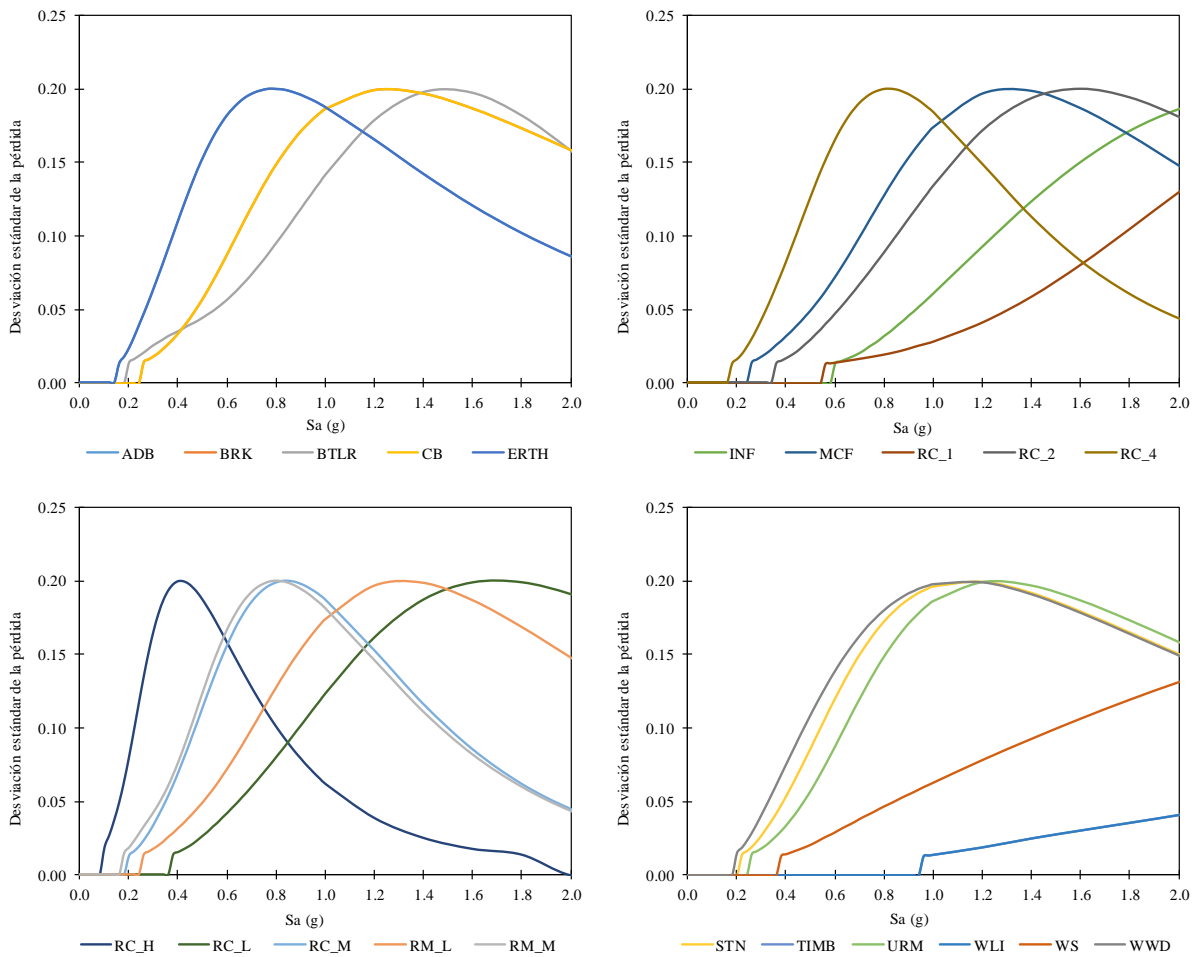 0.25
0.20
0.15
0.10
0.05
0.00
Desviación estándar de la pérdida
0.0 0.2 0.4 0.6 0.8 1.0 1.2 1.4 1.6 1.8 2.0
Sa (g)
ADB BRK BTLR CB ERTH
0.25
0.20
0.15
0.10
0.05
0.00
Desviación estándar de la pérdida
0.0 0.2 0.4 0.6 0.8 1.0 1.2 1.4 1.6 1.8 2.0
Sa (g)
INF MCF RC_1 RC_2 RC_4
0.25
0.20
0.15
0.10
0.05
0.00
Desviación estándar de la pérdida
0.0 0.2 0.4 0.6 0.8 1.0 1.2 1.4 1.6 1.8 2.0
Sa (g)
RC_H RC_L RC_M RM_L RM_M
0.25
0.20
0.15
0.10
0.05
0.00
Desviación estándar de la pérdida
0.0 0.2 0.4 0.6 0.8 1.0 1.2 1.4 1.6 1.8 2.0
Sa (g)
STN TIMB URM WLI WS WWD